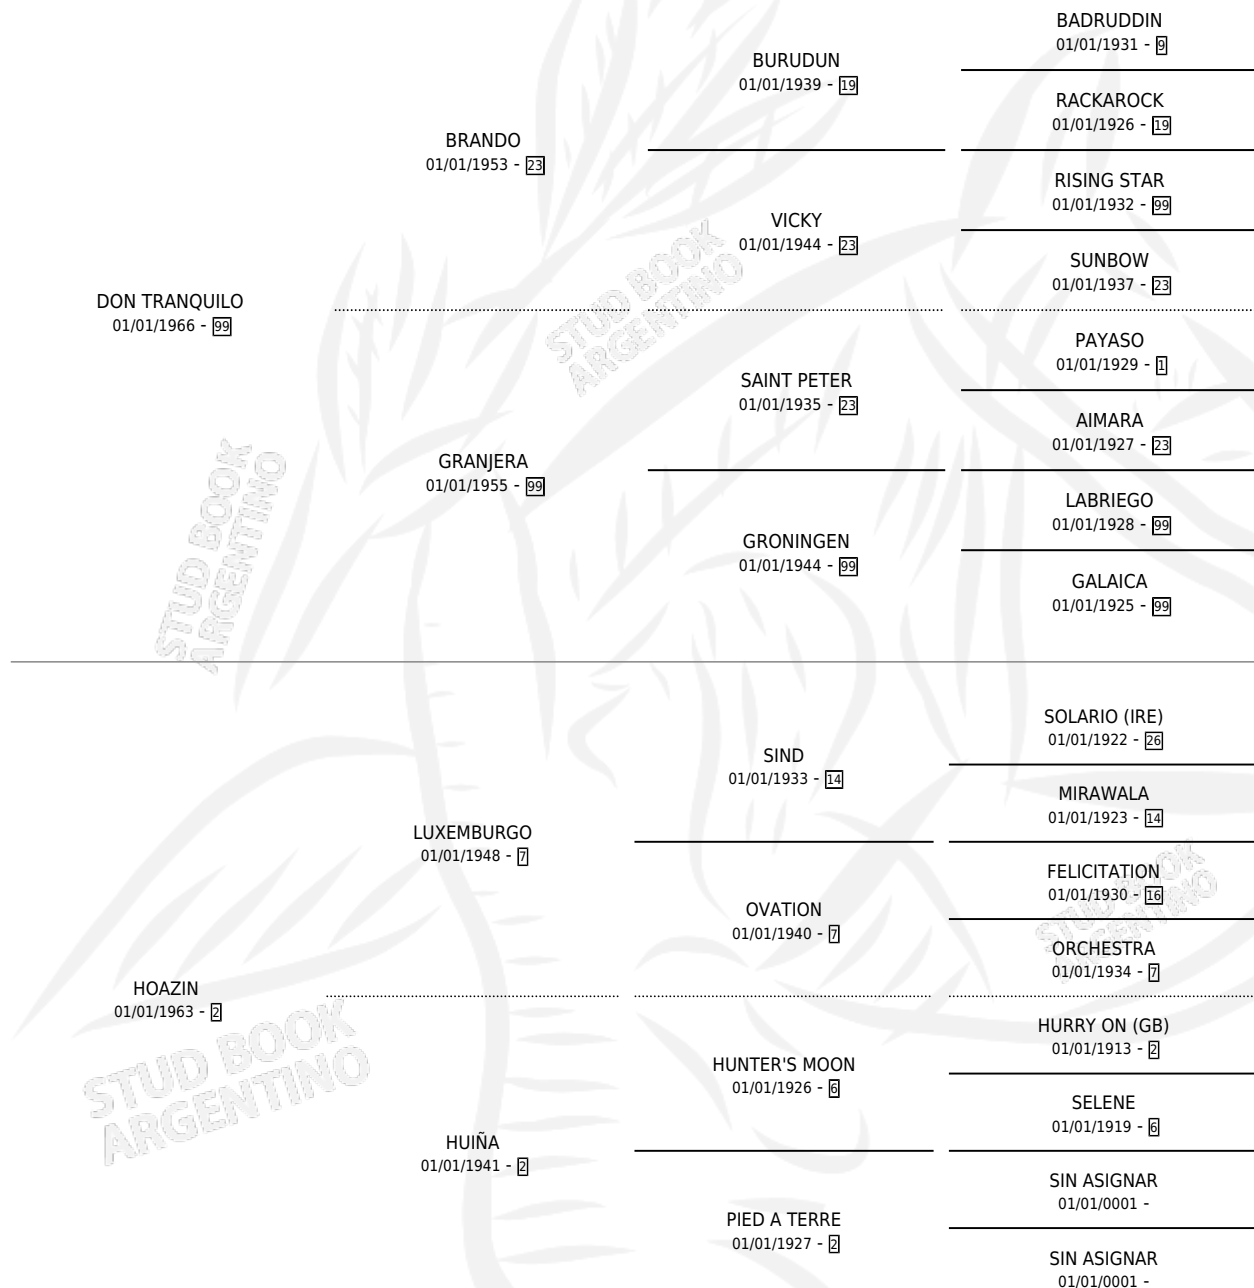 BADRUDDIN
01/01/1931 - 9
BURUDUN
01/01/1939 - 19
RACKAROCK
01/01/1926 - 19
BRANDO
01/01/1953 - 23
RISING STAR
01/01/1932 - 99
VICKY
01/01/1944 - 23
SUNBOW
01/01/1937 - 23
DON TRANQUILO
01/01/1966 - 99
PAYASO
01/01/1929 - 1
SAINT PETER
01/01/1935 - 23
AIMARA
01/01/1927 - 23
GRANJERA
01/01/1955 - 99
LABRIEGO
01/01/1928 - 99
GRONINGEN
01/01/1944 - 99
GALAICA
01/01/1925 - 99
SOLARIO (IRE)
01/01/1922 - 26
SIND
01/01/1933 - 14
MIRAWALA
01/01/1923 - 14
LUXEMBURGO
01/01/1948 - 7
FELICITATION
01/01/1930 - 16
OVATION
01/01/1940 - 7
ORCHESTRA
01/01/1934 - 7
HOAZIN
01/01/1963 - 2
HURRY ON (GB)
01/01/1913 - 2
HUNTER'S MOON
01/01/1926 - 6
SELENE
01/01/1919 - 6
HUIÑA
01/01/1941 - 2
SIN ASIGNAR
01/01/0001 -
PIED A TERRE
01/01/1927 - 2
SIN ASIGNAR
01/01/0001 -
STUD BOOK
ARGENTINO
STUD BOOK
ARGENTINO
STUD BOOK
ARGENTINO
STUD BOOK
ARGENTINO